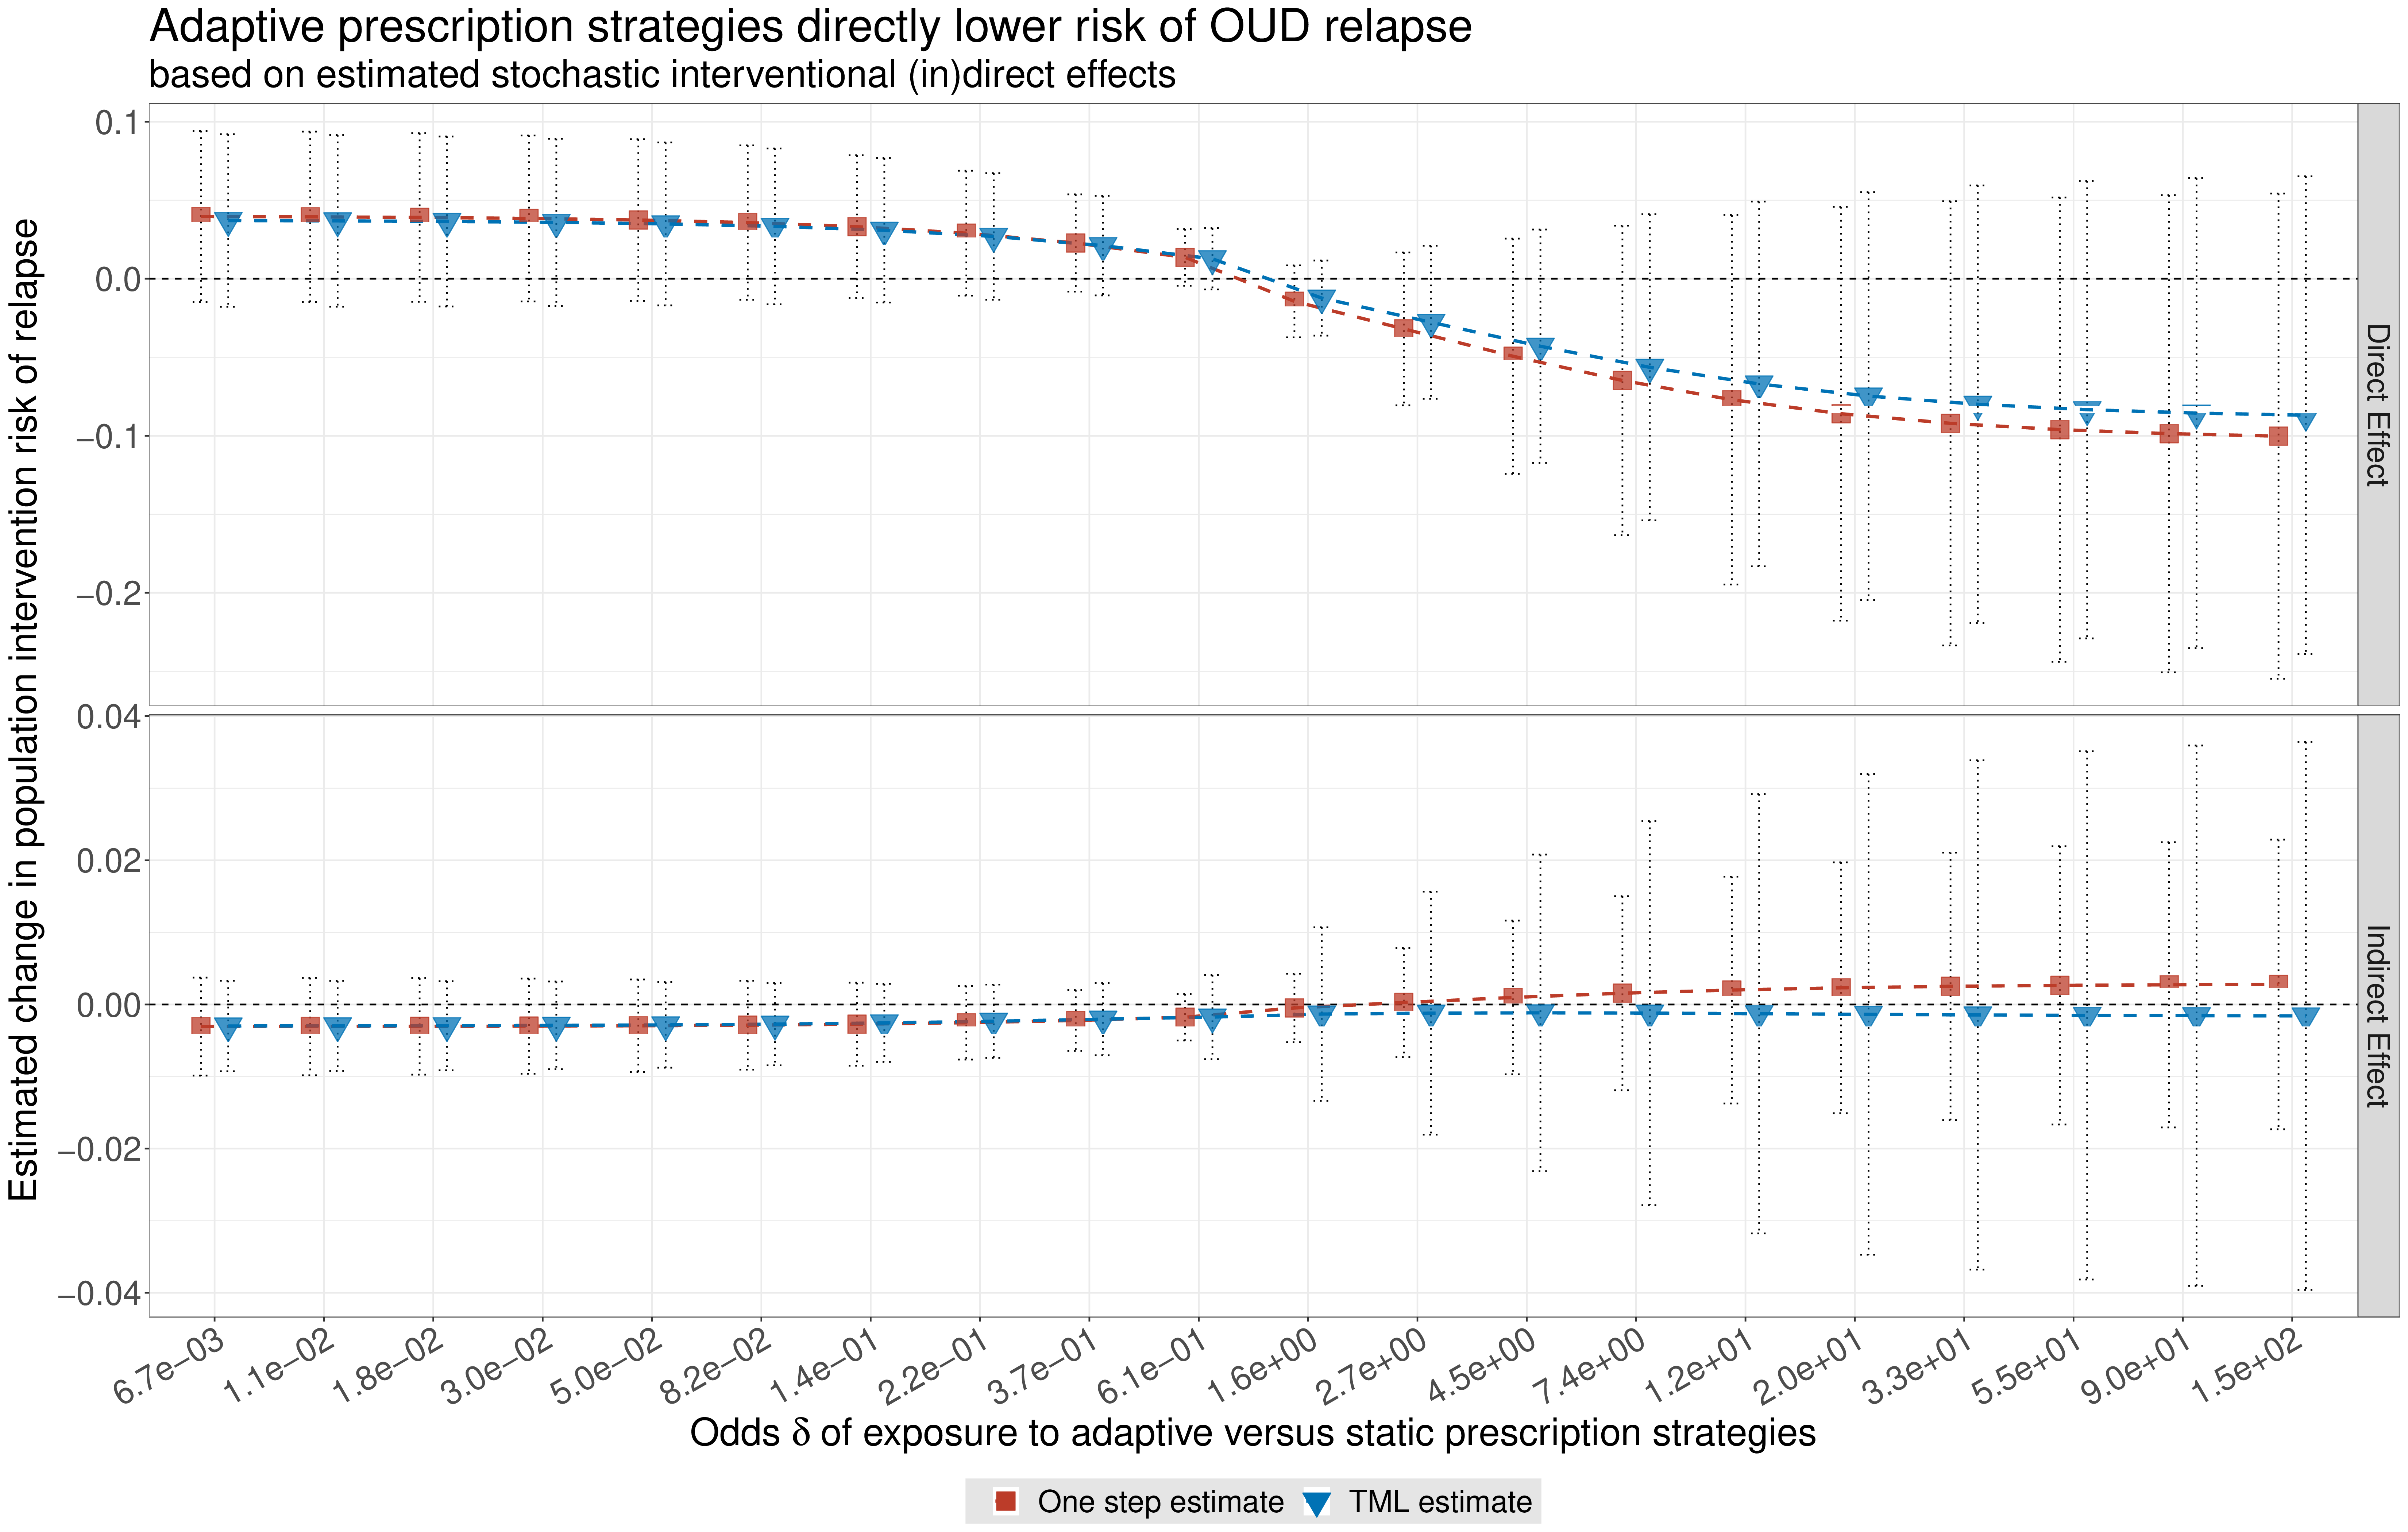 Adaptive prescription strategies directly lower risk of OUD relapse
based on estimated stochastic interventional (in)direct effects
Estimated change in population intervention risk of relapse
0.1
0.0
−0.1
−0.2
Direct Effect
0.04
0.02
0.00
−0.02
−0.04
Indirect Effect
6.7e−03
1.1e−02
1.8e−02
3.0e−02
5.0e−02
8.2e−02
1.4e−01
2.2e−01
3.7e−01
6.1e−01
1.6e+00
2.7e+00
4.5e+00
7.4e+00
1.2e+01
2.0e+01
3.3e+01
5.5e+01
9.0e+01
1.5e+02
Odds δ of exposure to adaptive versus static prescription strategies
One step estimate
TML estimate